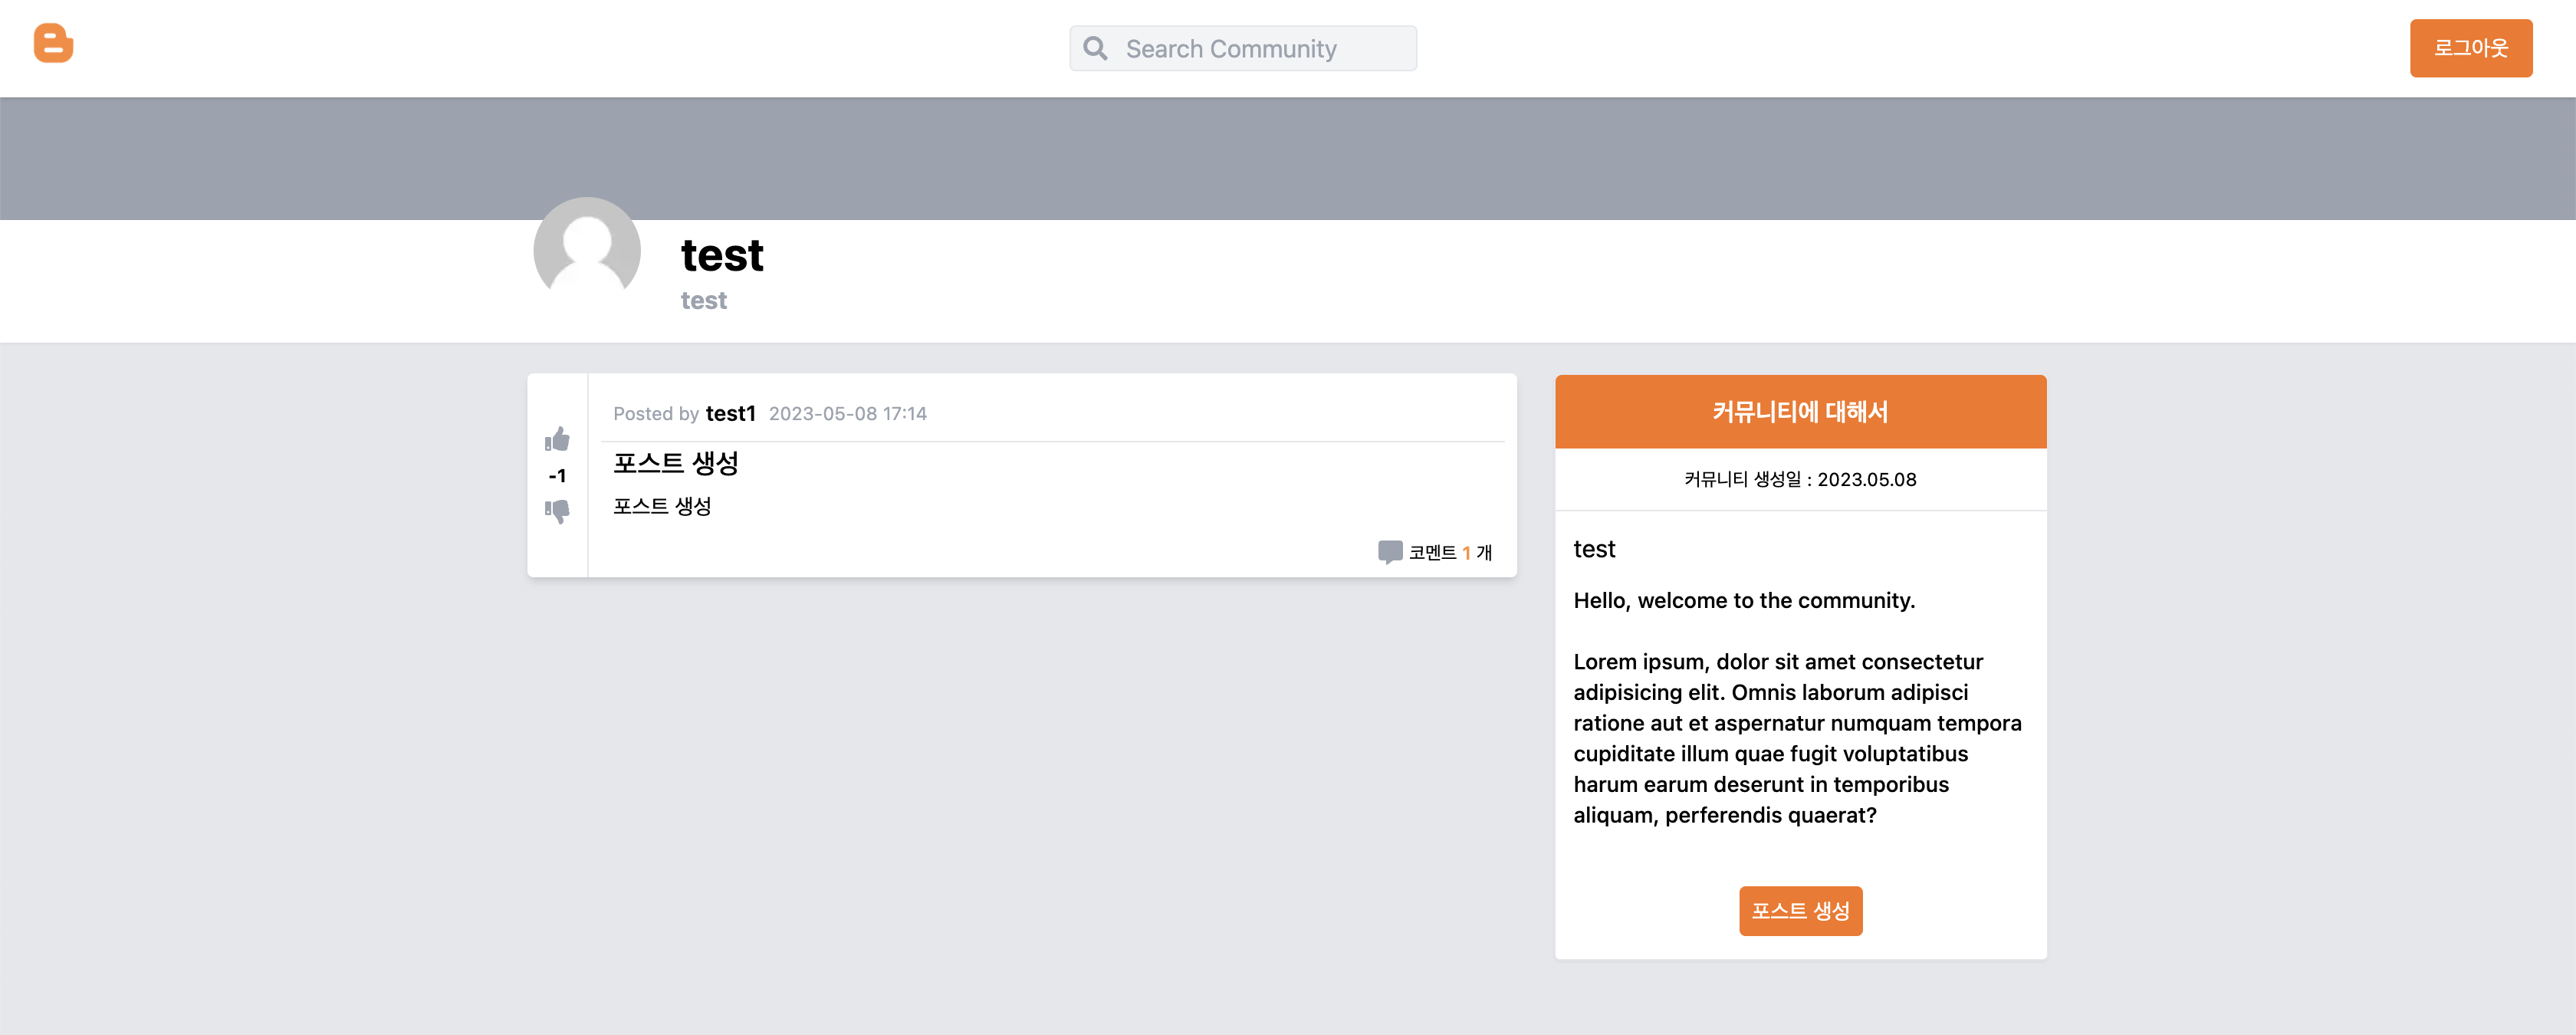 Search Community
로그아웃
test
test
Posted by test1 2023-05-08 17:14
-1
포스트 생성
포스트 생성
코멘트 1 개
커뮤니티에 대해서
커뮤니티 생성일 : 2023.05.08
test
Hello, welcome to the community.
Lorem ipsum, dolor sit amet consectetur
adipisicing elit. Omnis laborum adipisci
ratione aut et aspernatur numquam tempora
cupiditate illum quae fugit voluptatibus
harum earum deserunt in temporibus
aliquam, perferendis quaerat?
포스트 생성